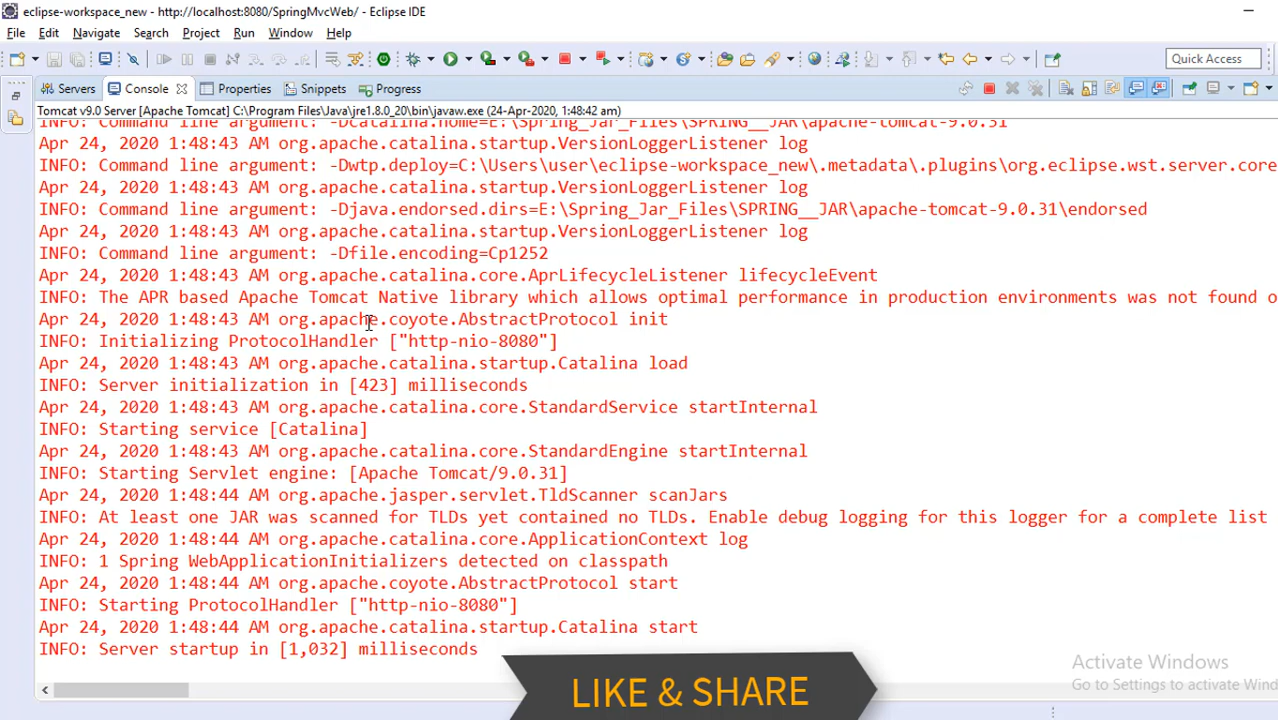 eclipse-workspace_new - http://localhost:8080/SpringMvcWeb/ - Eclipse IDE
File Edit Navigate Search Project Run Window Help
Quick Access
Servers Console Properties Snippets Progress
Tomcat v9.0 Server [Apache Tomcat] C:\Program Files\Java\jre1.8.0_20\bin\javaw.exe (24-Apr-2020, 1:48:42 am)
INFO: Command line argument: -Dcatalina.home=E:\Spring_Jar_Files\SPRING__JAR\apache-tomcat-9.0.31
Apr 24, 2020 1:48:43 AM org.apache.catalina.startup.VersionLoggerListener log
INFO: Command line argument: -Dwtp.deploy=C:\Users\user\eclipse-workspace_new\.metadata\.plugins\org.eclipse.wst.server.core
Apr 24, 2020 1:48:43 AM org.apache.catalina.startup.VersionLoggerListener log
INFO: Command line argument: -Djava.endorsed.dirs=E:\Spring_Jar_Files\SPRING__JAR\apache-tomcat-9.0.31\endorsed
Apr 24, 2020 1:48:43 AM org.apache.catalina.startup.VersionLoggerListener log
INFO: Command line argument: -Dfile.encoding=Cp1252
Apr 24, 2020 1:48:43 AM org.apache.catalina.core.AprLifecycleListener lifecycleEvent
INFO: The APR based Apache Tomcat Native library which allows optimal performance in production environments was not found o
Apr 24, 2020 1:48:43 AM org.apache.coyote.AbstractProtocol init
INFO: Initializing ProtocolHandler ["http-nio-8080"]
Apr 24, 2020 1:48:43 AM org.apache.catalina.startup.Catalina load
INFO: Server initialization in [423] milliseconds
Apr 24, 2020 1:48:43 AM org.apache.catalina.core.StandardService startInternal
INFO: Starting service [Catalina]
Apr 24, 2020 1:48:43 AM org.apache.catalina.core.StandardEngine startInternal
INFO: Starting Servlet engine: [Apache Tomcat/9.0.31]
Apr 24, 2020 1:48:44 AM org.apache.jasper.servlet.TldScanner scanJars
INFO: At least one JAR was scanned for TLDs yet contained no TLDs. Enable debug logging for this logger for a complete list
Apr 24, 2020 1:48:44 AM org.apache.catalina.core.ApplicationContext log
INFO: 1 Spring WebApplicationInitializers detected on classpath
Apr 24, 2020 1:48:44 AM org.apache.coyote.AbstractProtocol start
INFO: Starting ProtocolHandler ["http-nio-8080"]
Apr 24, 2020 1:48:44 AM org.apache.catalina.startup.Catalina start
INFO: Server startup in [1,032] milliseconds
Activate Windows
Go to Settings to activate Win
LIKE & SHARE